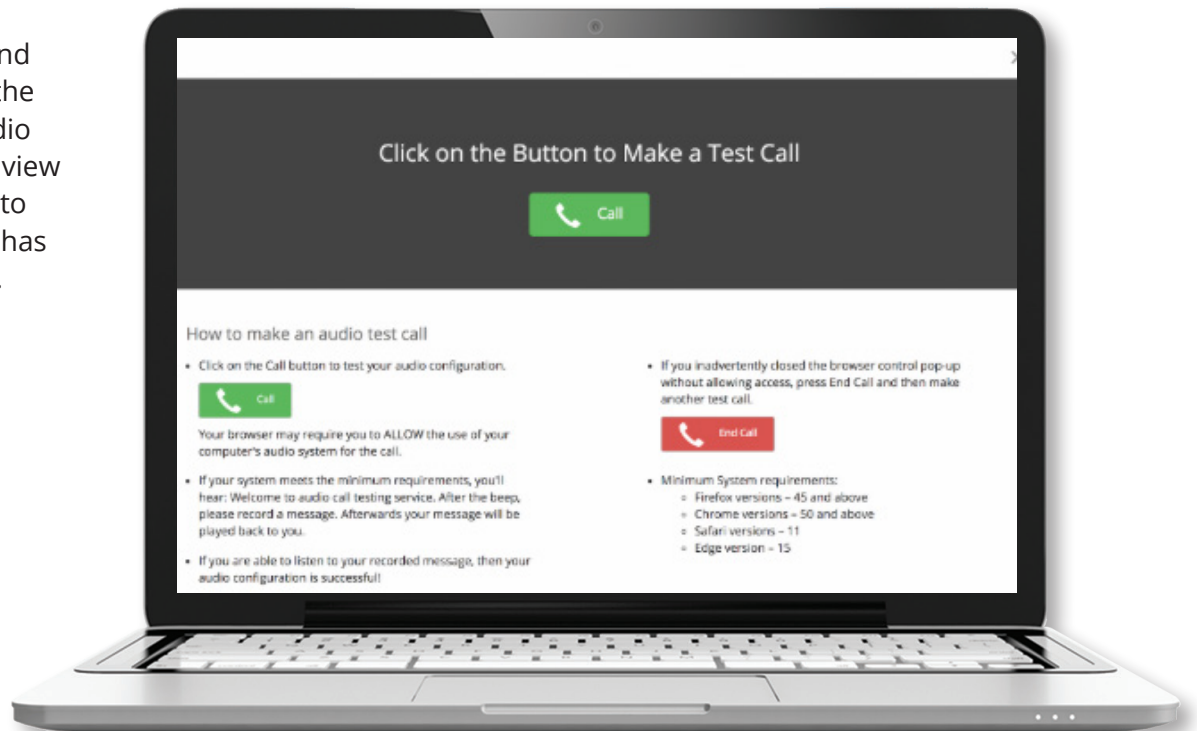 nd
the
dio
view
to
has
.
Click on the Button to Make a Test Call
Call
How to make an audio test call
• Click on the Call button to test your audio configuration.
Call
Your browser may require you to ALLOW the use of your
computer's audio system for the call.
• If your system meets the minimum requirements, you'll
hear: Welcome to audio call testing service. After the beep,
please record a message. Afterwards your message will be
played back to you.
• If you are able to listen to your recorded message, then your
audio configuration is successful!
• If you inadvertently closed the browser control pop-up
without allowing access, press End Call and then make
another test call.
End Call
• Minimum System requirements:
◦ Firefox versions – 45 and above
◦ Chrome versions – 50 and above
◦ Safari versions – 11
◦ Edge version – 15